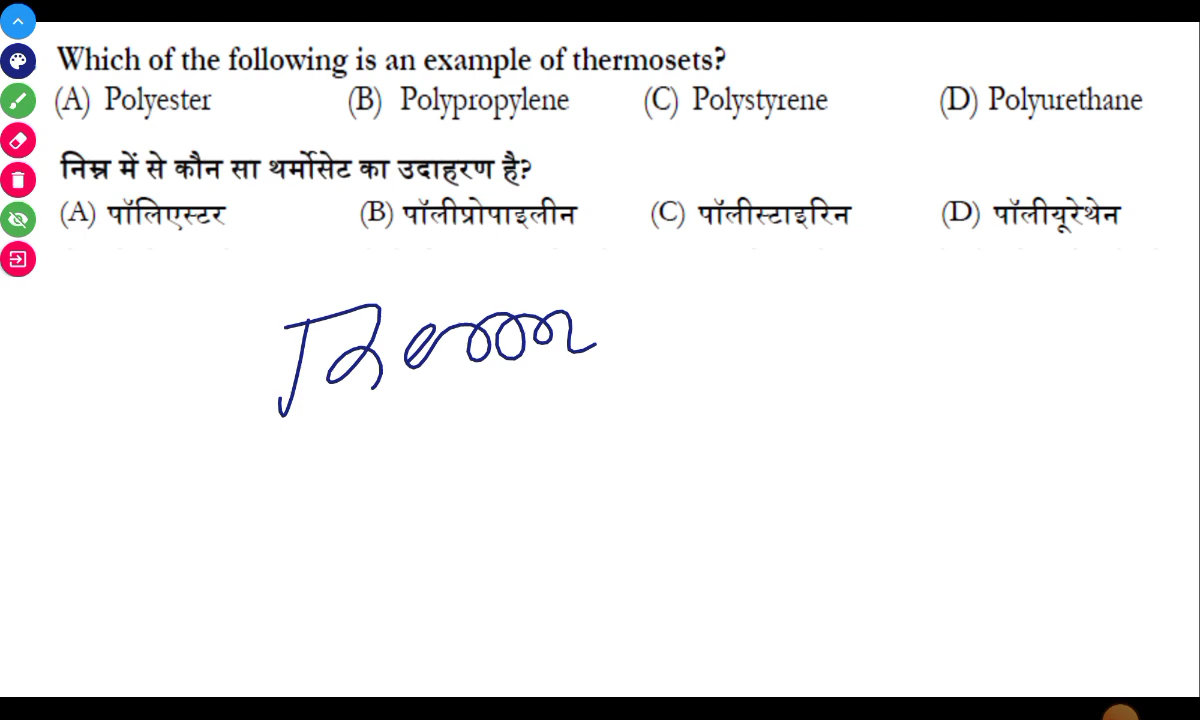 Which of the following is an example of thermosets?
(A) Polyester (B) Polypropylene (C) Polystyrene (D) Polyurethane
निम्न में से कौन सा थर्मोसेट का उदाहरण है?
(A) पॉलिएस्टर (B) पॉलीप्रोपाइलीन (C) पॉलीस्टाइरिन (D) पॉलीयूरेथेन